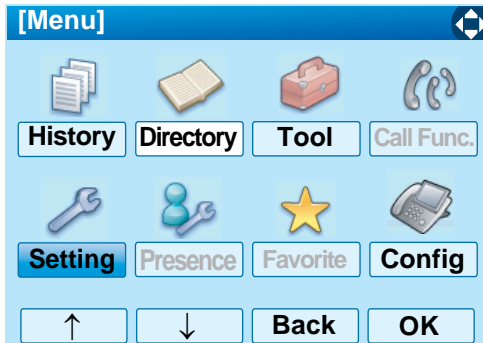 [Menu]
History Directory Tool Call Func.
Setting Presence Favorite Config
↑ ↓ Back OK